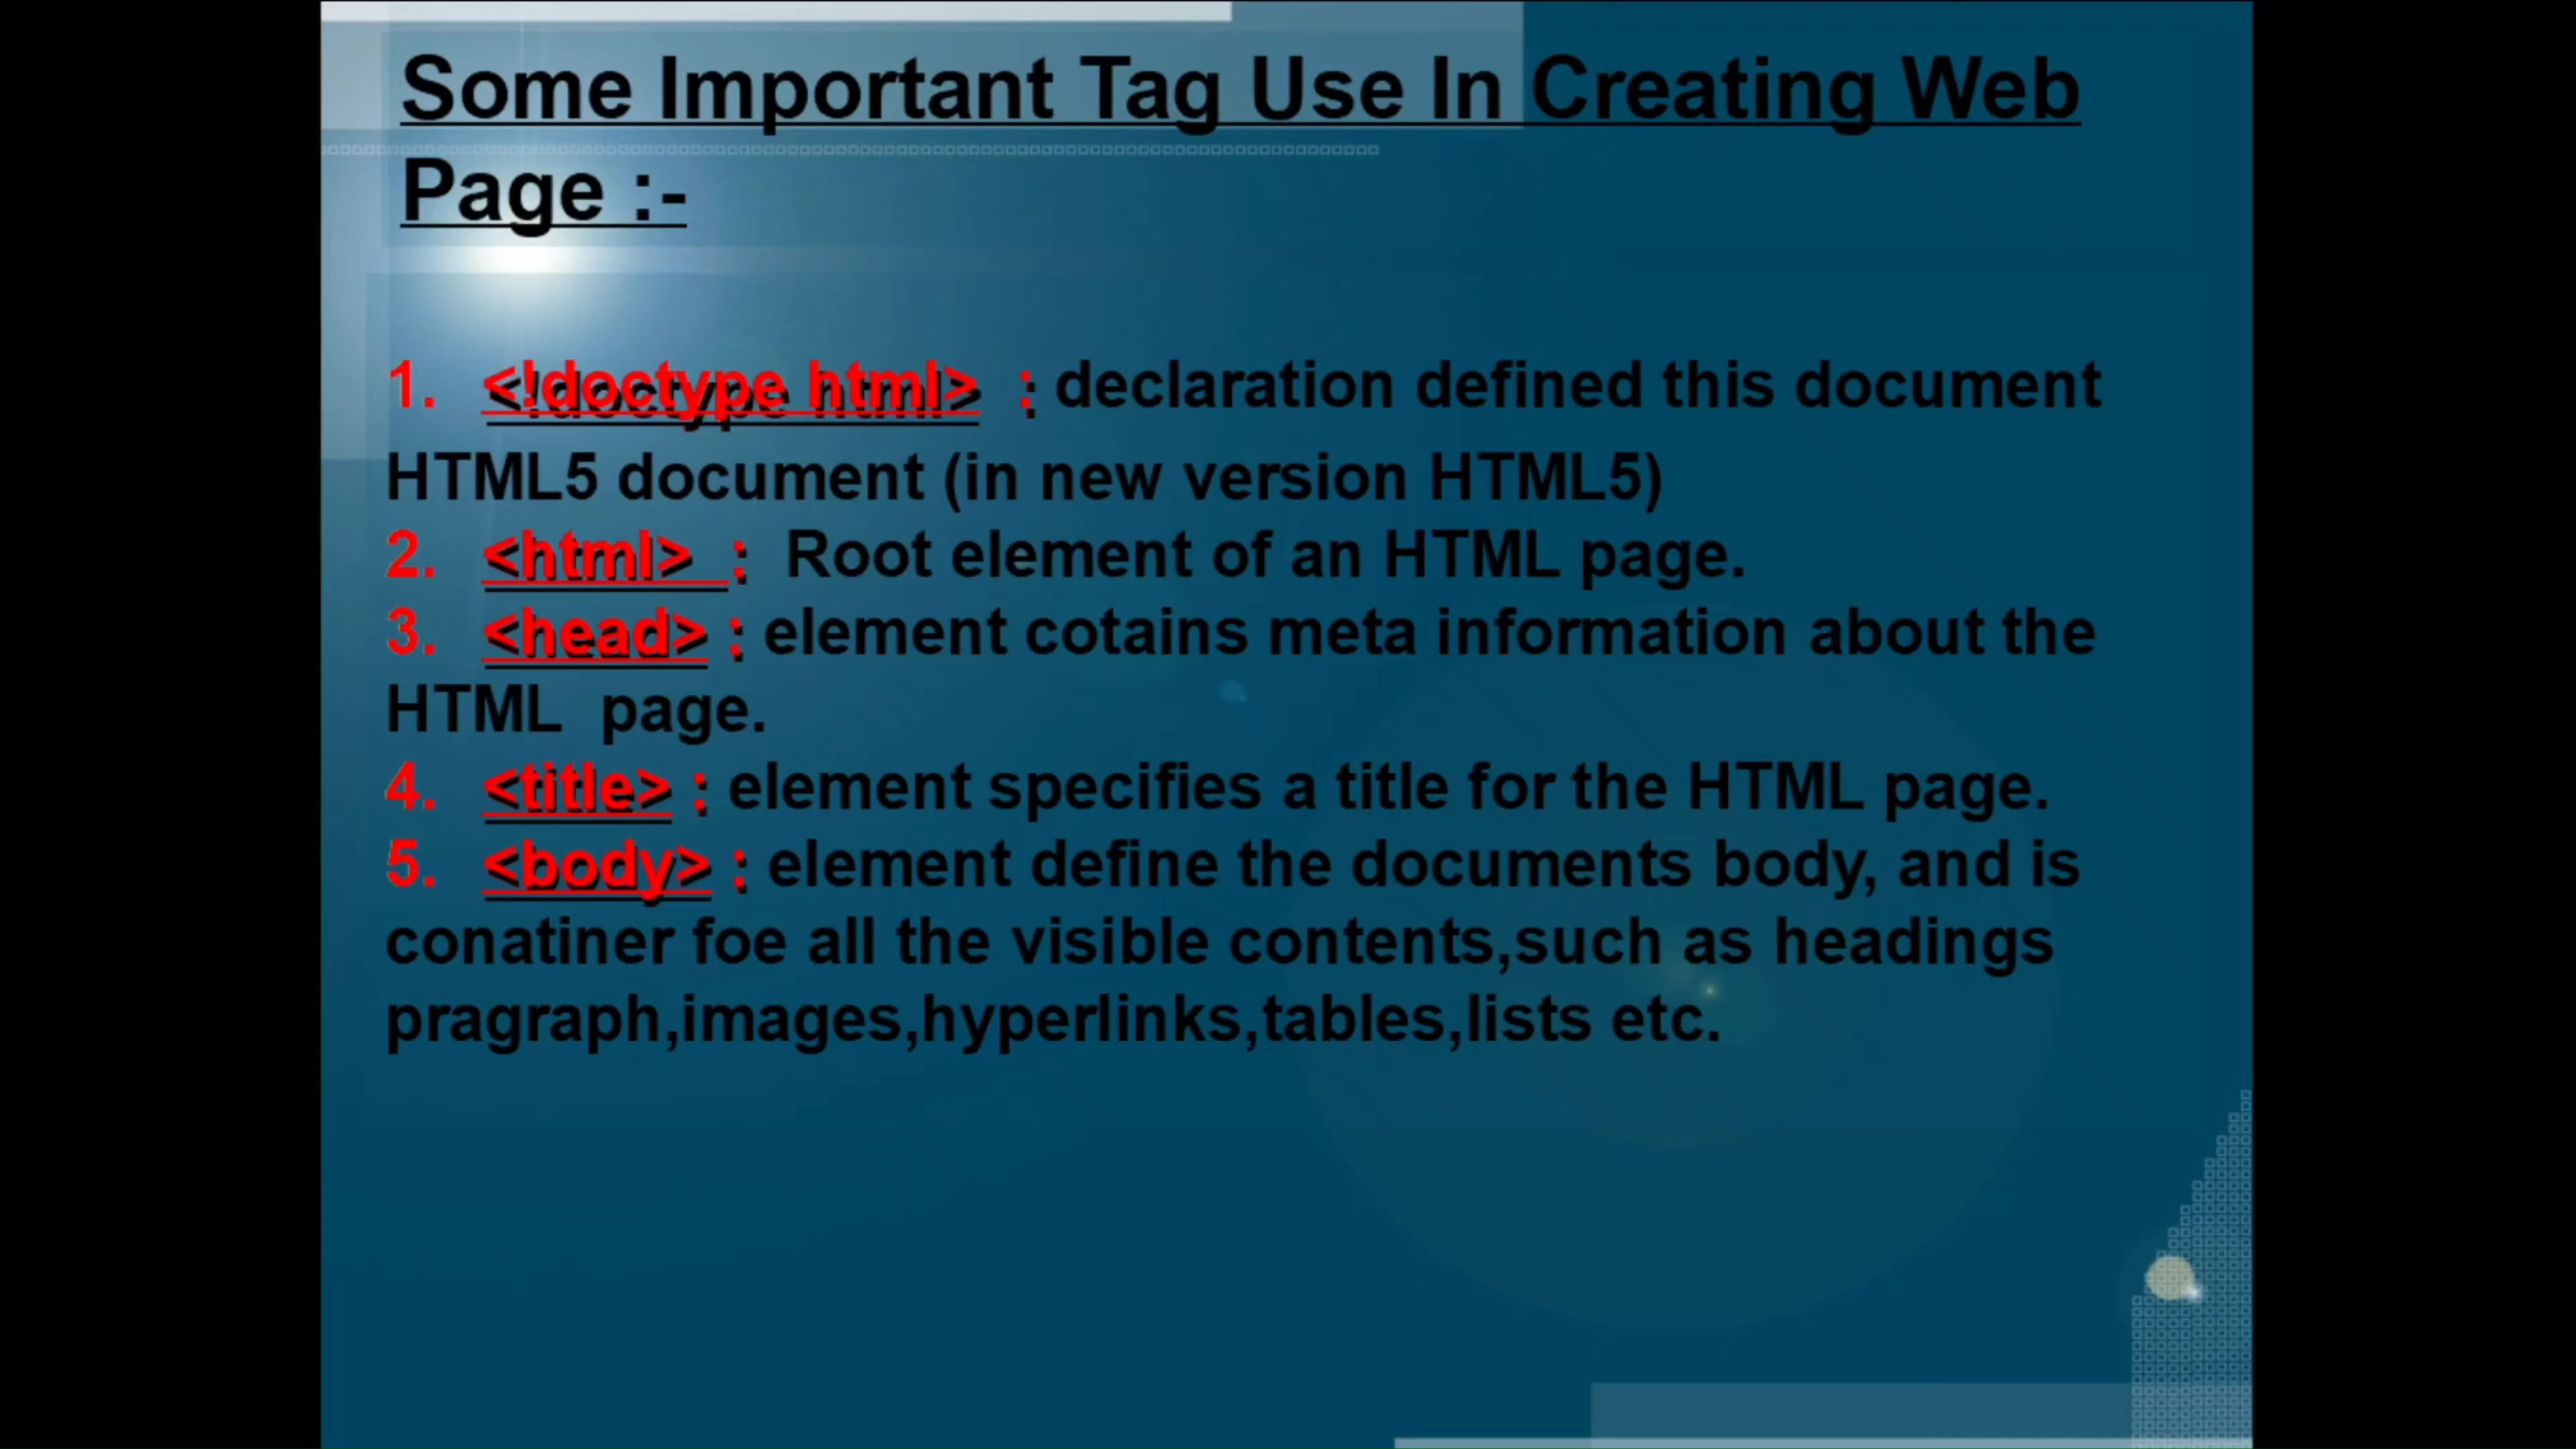 Some Important Tag Use In Creating Web
Page :-
1. <!doctype html> : declaration defined this document
HTML5 document (in new version HTML5)
2. <html> : Root element of an HTML page.
3. <head> : element cotains meta information about the
HTML page.
4. <title> : element specifies a title for the HTML page.
5. <body> : element define the documents body, and is
conatiner foe all the visible contents,such as headings
pragraph,images,hyperlinks,tables,lists etc.